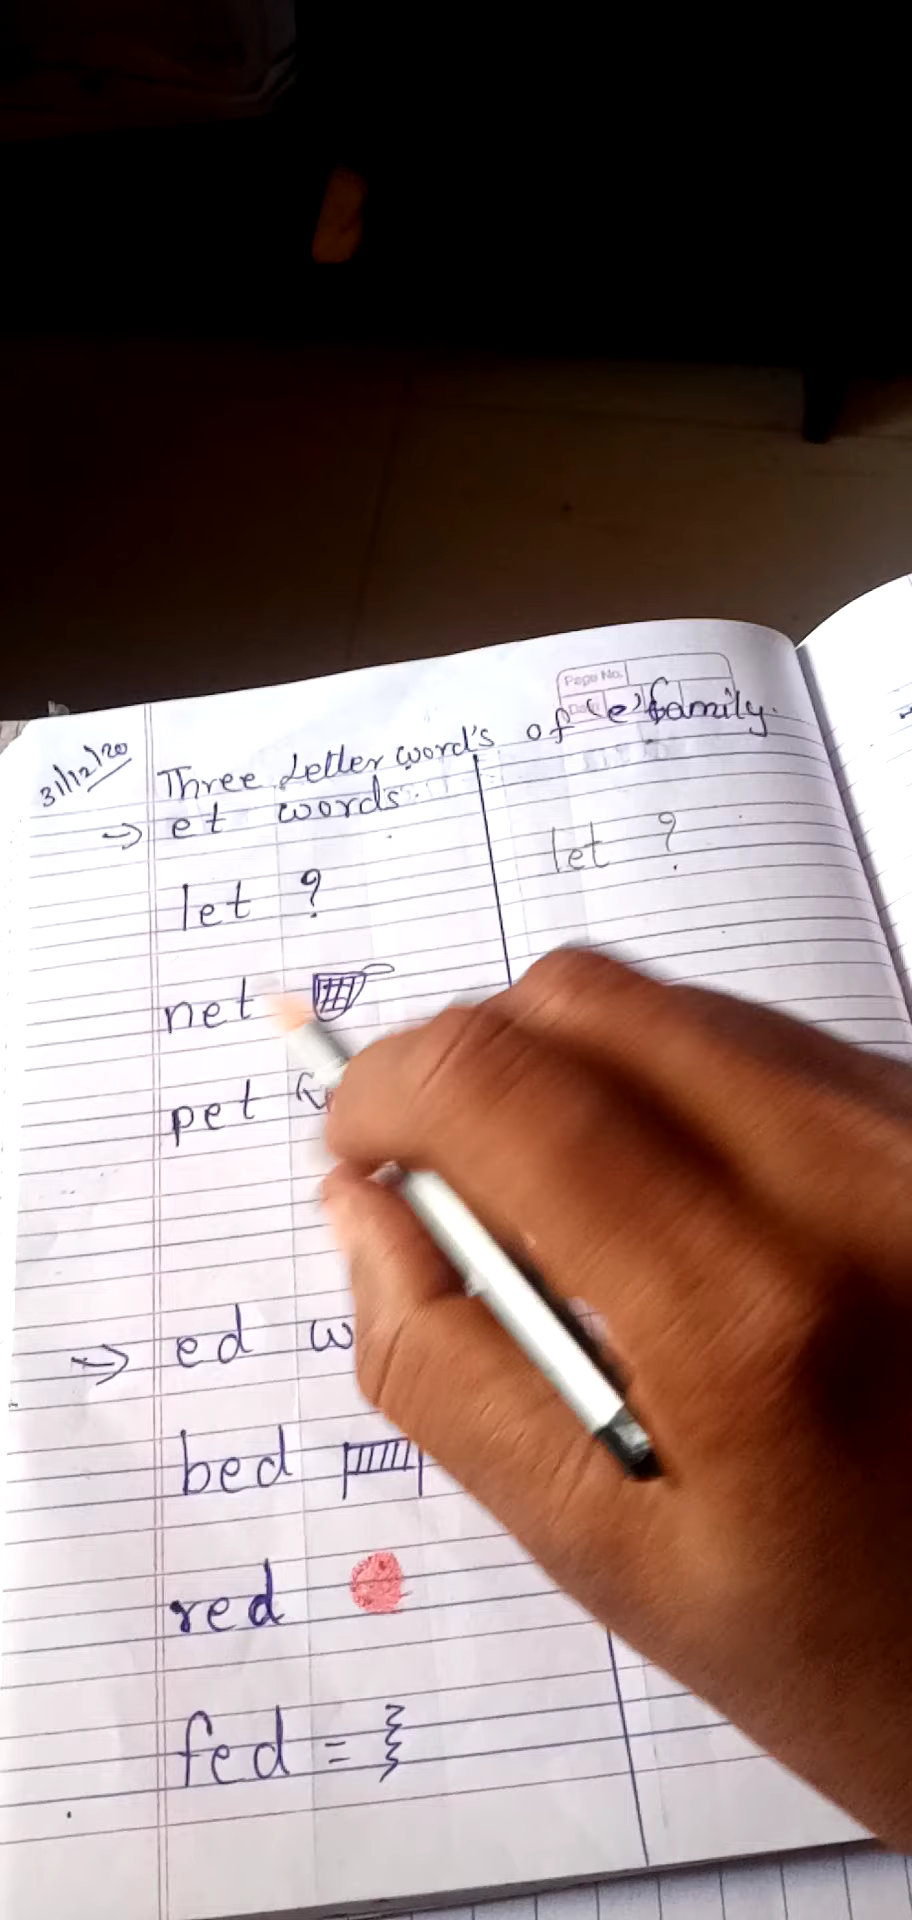 Page No.
31/12/20
Three Letter word's of 'e' family.
→ et words.
let ?
let ?
net
pet
→ ed
bed
red
fed =